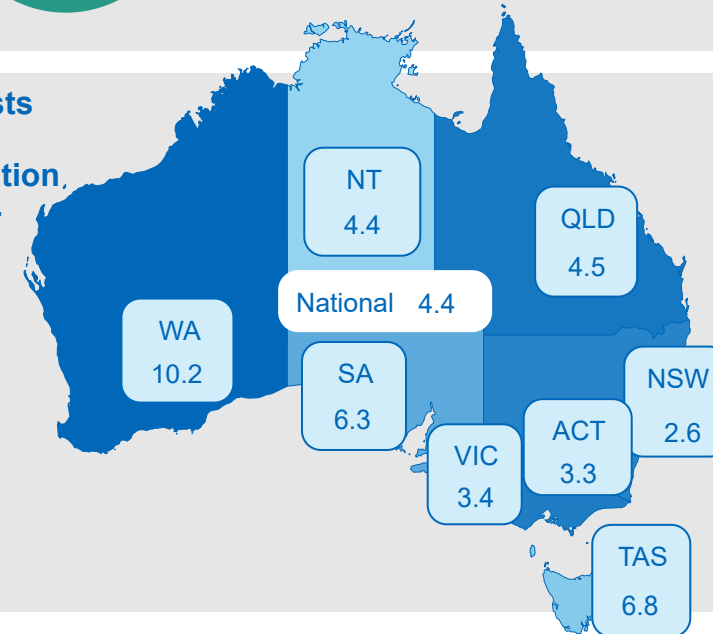 NT
4.4
QLD
4.5
National 4.4
WA
10.2
SA
6.3
NSW
2.6
ACT
3.3
VIC
3.4
TAS
6.8